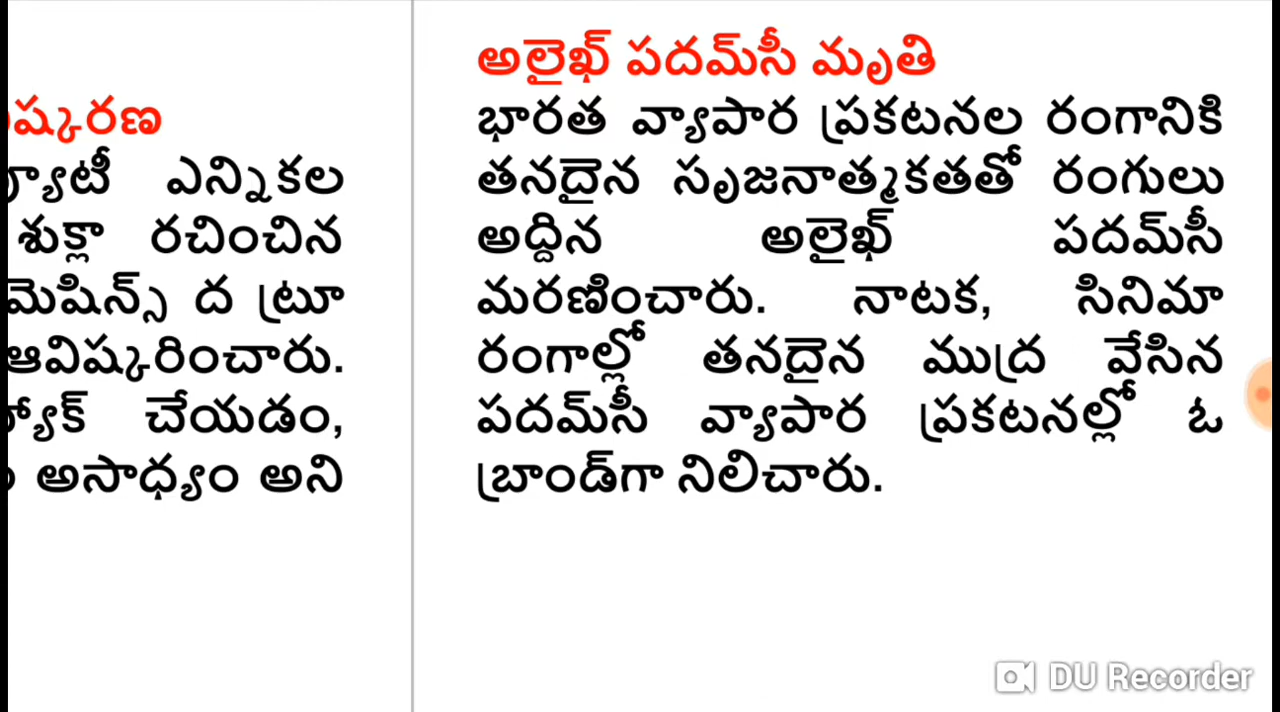 ష్కరణ
ఎన్నికల
శుక్లా రచించిన
మెషిన్స్ ద ట్రూ
ఆవిష్కరించారు.
చేయడం,
అసాధ్యం అని
అలైఖ్ పదమ్‌సీ మృతి
భారత వ్యాపార ప్రకటనల రంగానికి
తనదైన సృజనాత్మకతతో రంగులు
అద్దిన అలైఖ్ పదమ్‌సీ
మరణించారు. నాటక, సినిమా
రంగాల్లో తనదైన ముద్ర వేసిన
పదమ్‌సీ వ్యాపార ప్రకటనల్లో ఓ
బ్రాండ్‌గా నిలిచారు.
DU Recorder